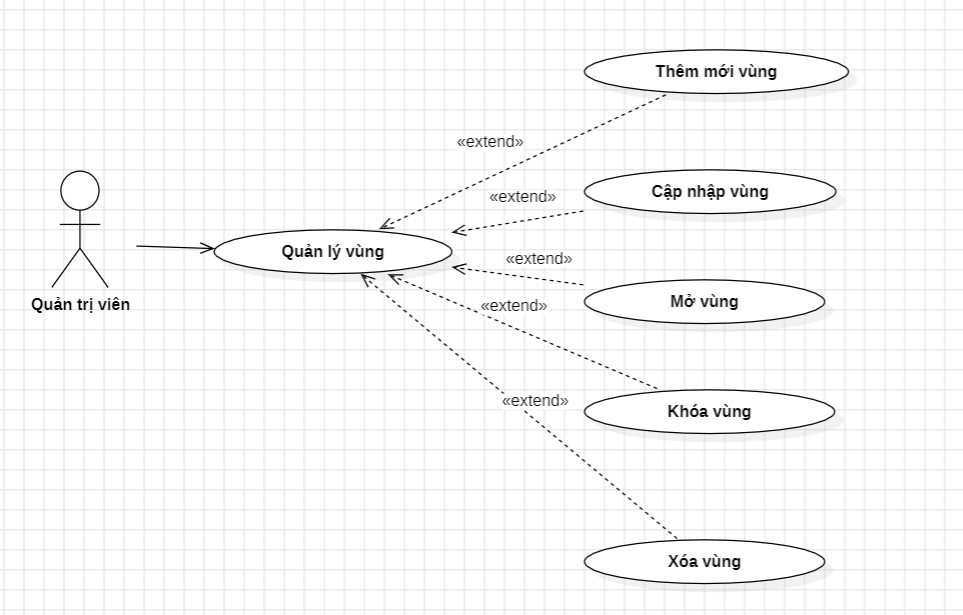 Thêm mới vùng
«extend»
Cập nhập vùng
«extend»
Quản lý vùng
«extend»
Mở vùng
Quản trị viên
«extend»
Khóa vùng
«extend»
Xóa vùng